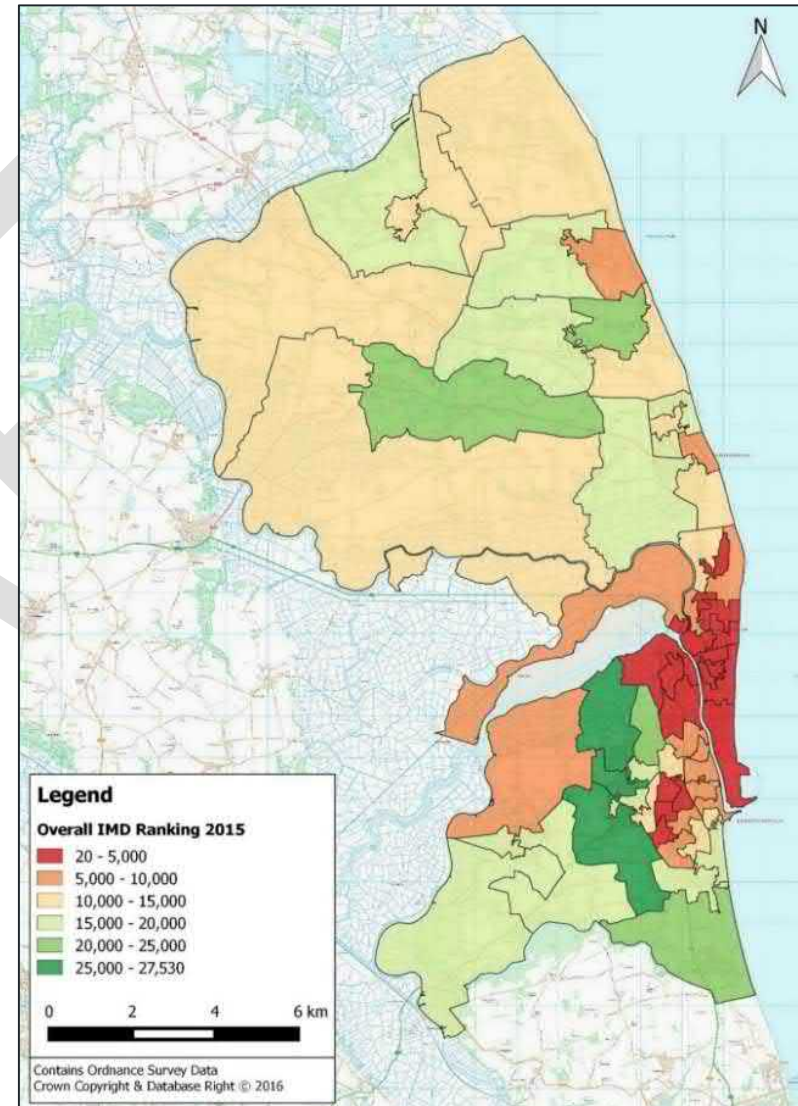 N
Legend
Overall IMD Ranking 2015
20 - 5,000
5,000 - 10,000
10,000 - 15,000
15,000 - 20,000
20,000 - 25,000
25,000 - 27,530
0 2 4 6 km
Contains Ordnance Survey Data
Crown Copyright & Database Right © 2016